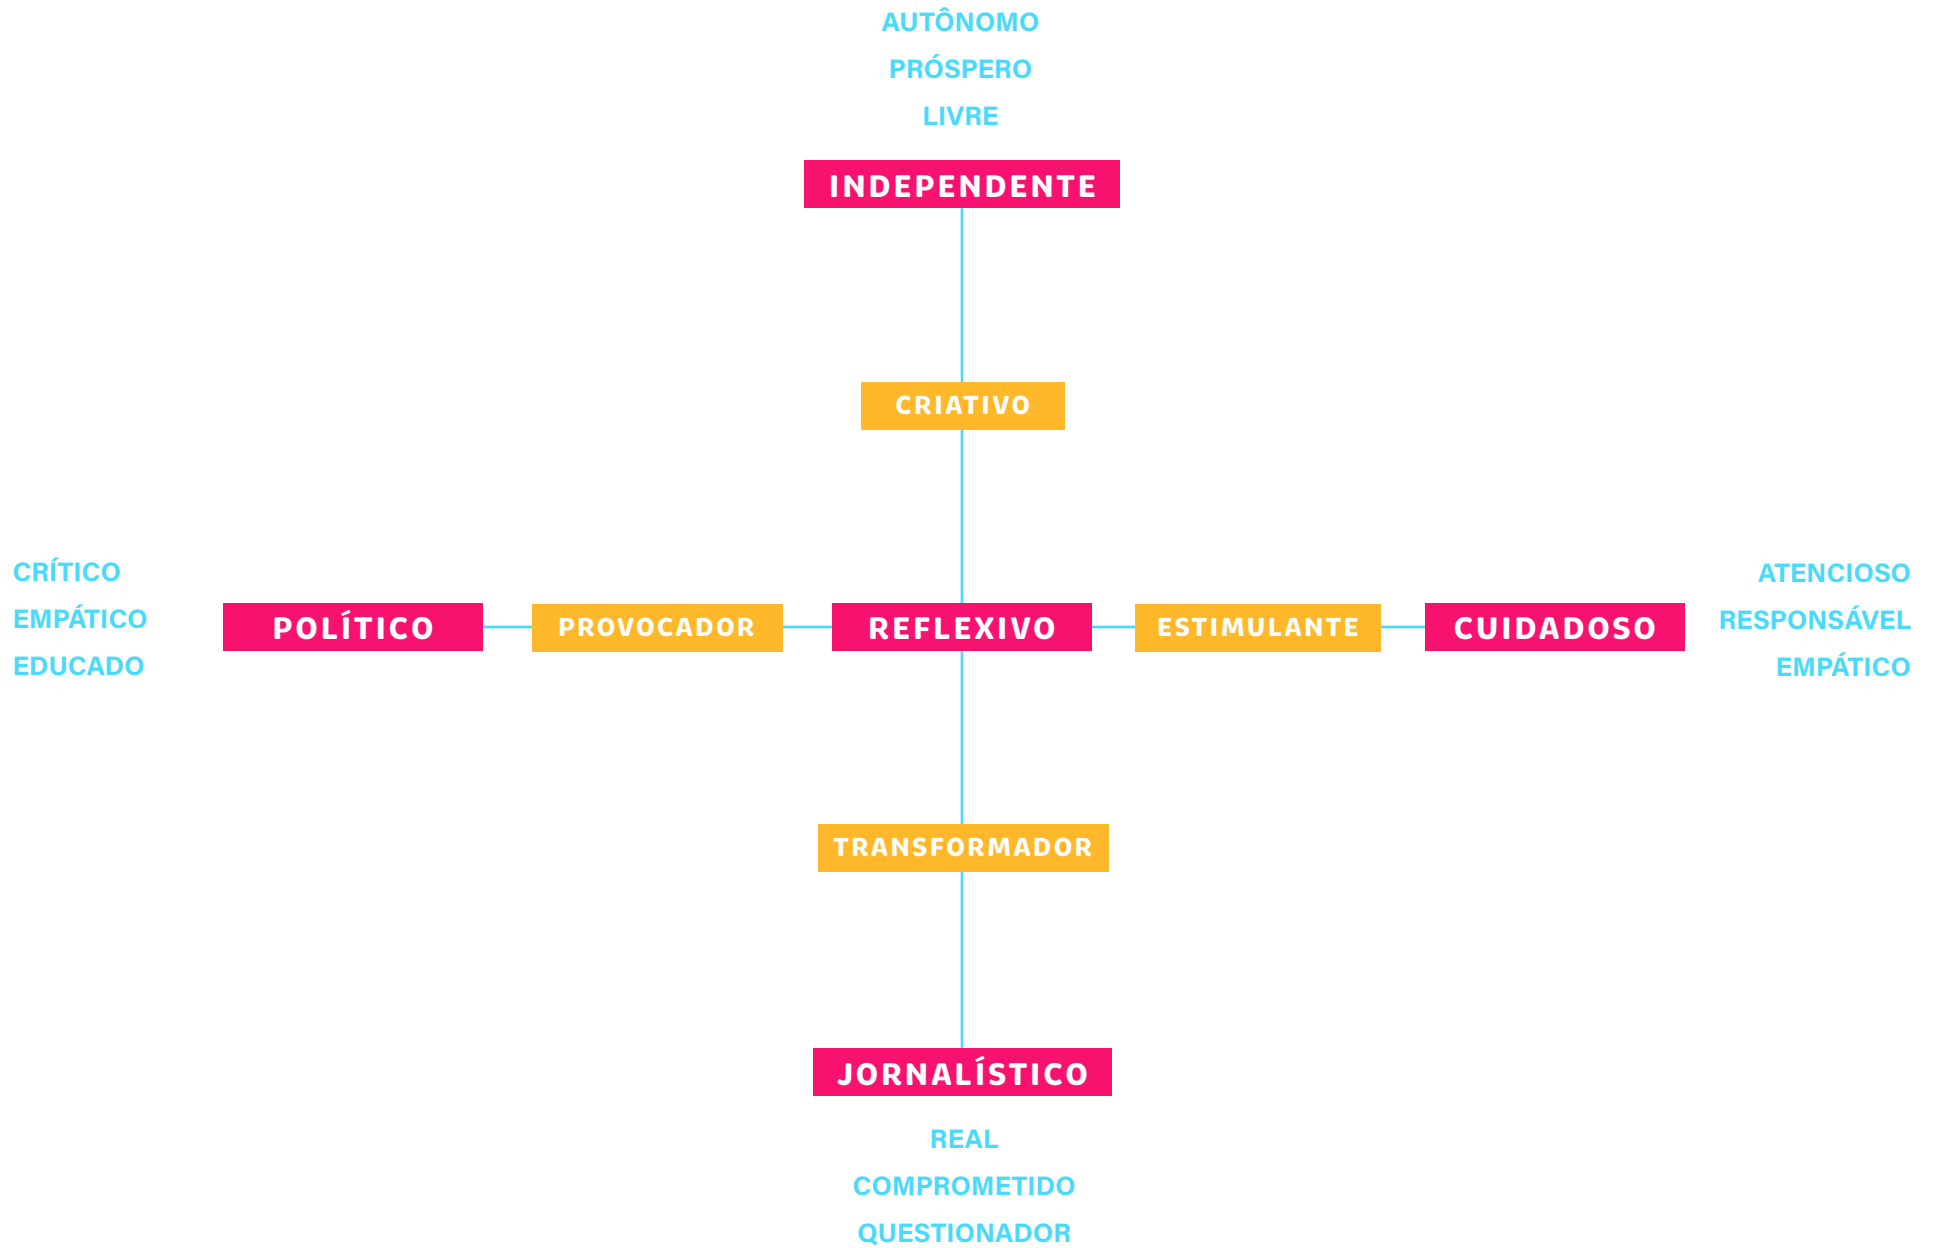 AUTÔNOMO
PRÓSPERO
LIVRE
INDEPENDENTE
CRIATIVO
CRÍTICO
EMPÁTICO
EDUCADO
POLÍTICO
PROVOCADOR
REFLEXIVO
ESTIMULANTE
CUIDADOSO
ATENCIOSO
RESPONSÁVEL
EMPÁTICO
TRANSFORMADOR
JORNALÍSTICO
REAL
COMPROMETIDO
QUESTIONADOR